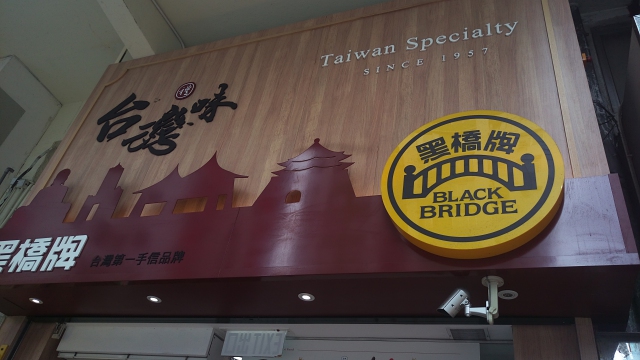 Taiwan Specialty
SINCE 1957
台灣味
黑橋牌
BLACK
BRIDGE
黑橋牌
台灣第一手信品牌